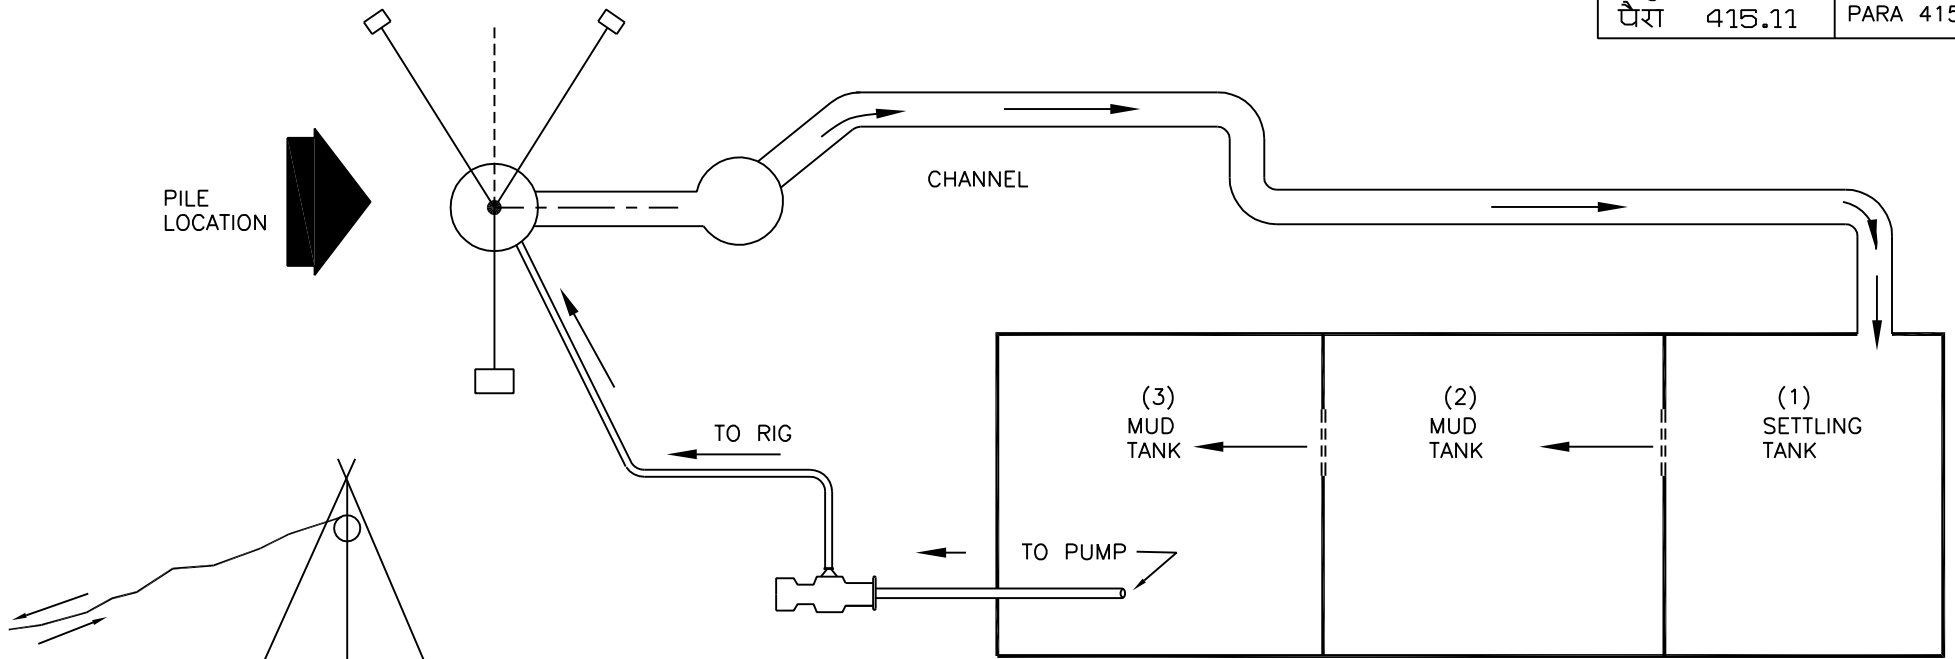 पैरा 415.11
PARA 415
PILE
LOCATION
CHANNEL
(3)
MUD
TANK
(2)
MUD
TANK
(1)
SETTLING
TANK
TO RIG
TO PUMP